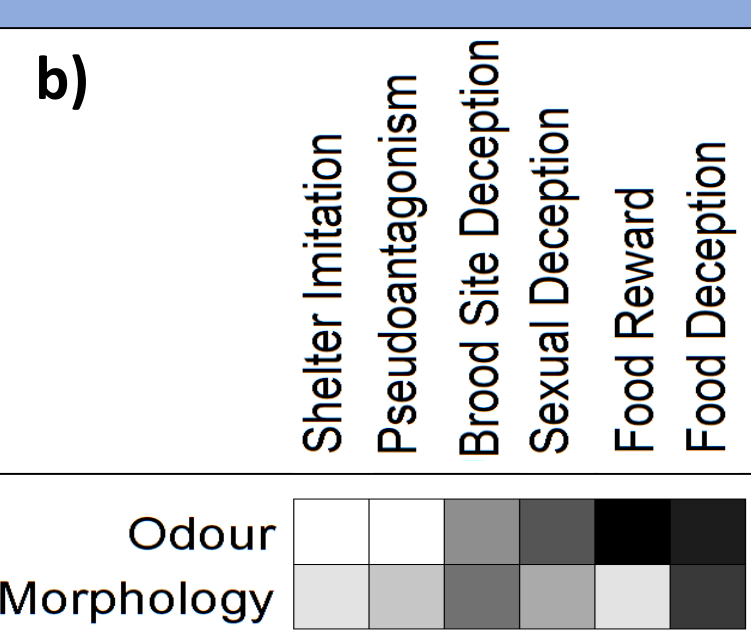 b)
Shelter Imitation
Pseudoantagonism
Brood Site Deception
Sexual Deception
Food Reward
Food Deception
Odour
Morphology